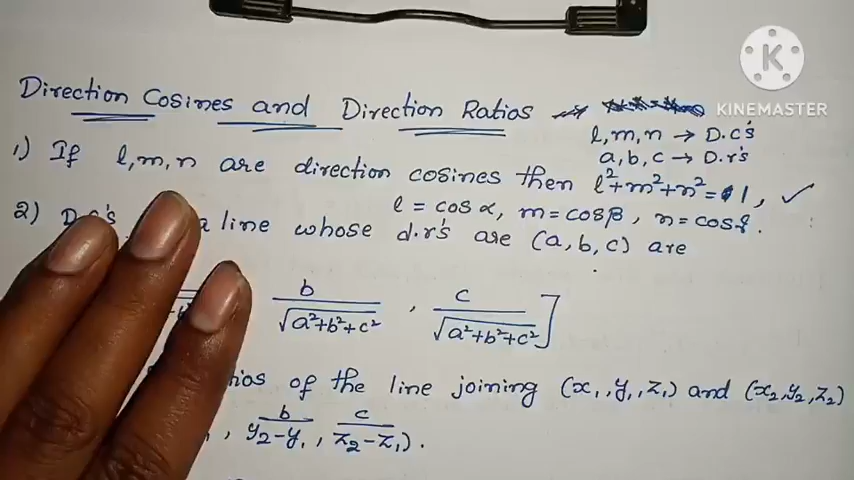 KINEMASTER
Direction Cosines and Direction Ratios
l, m, n → D.C's
a, b, c → D.r's
1) If l, m, n are direction cosines then l²+m²+n²=1, ✓
l = cos α, m = cos β, n = cos γ.
2) D.C's a line whose d.r's are (a, b, c) are
b/√a²+b²+c² , c/√a²+b²+c² ]
of the line joining (x₁, y₁, z₁) and (x₂, y₂, z₂)
, b y₂-y₁ , c z₂-z₁).